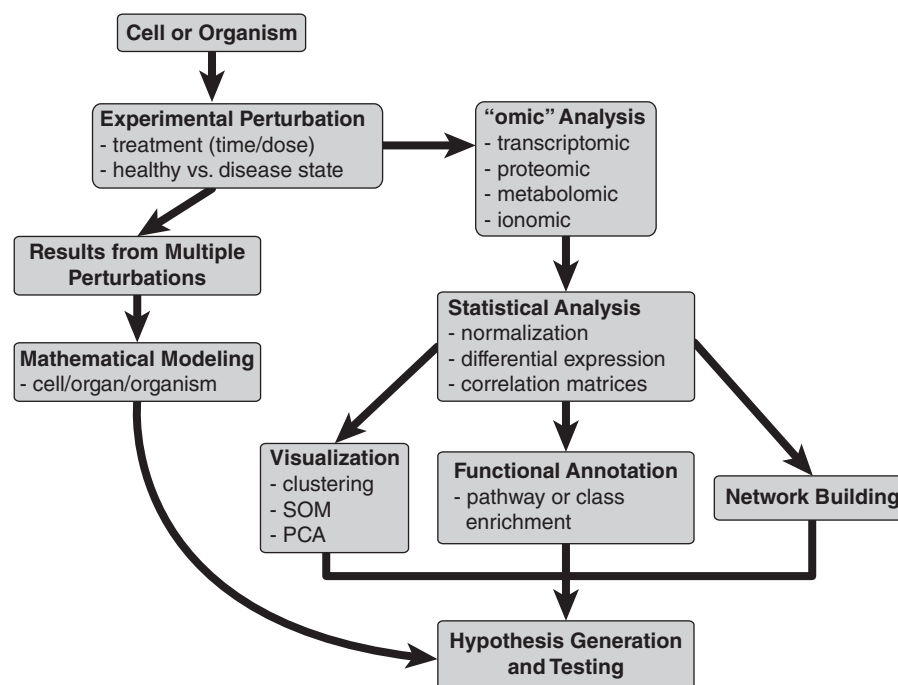 Cell or Organism
Experimental Perturbation
- treatment (time/dose)
- healthy vs. disease state
“omic” Analysis
- transcriptomic
- proteomic
- metabolomic
- ionomic
Results from Multiple
Perturbations
Mathematical Modeling
- cell/organ/organism
Statistical Analysis
- normalization
- differential expression
- correlation matrices
Visualization
- clustering
- SOM
- PCA
Functional Annotation
- pathway or class
enrichment
Network Building
Hypothesis Generation
and Testing